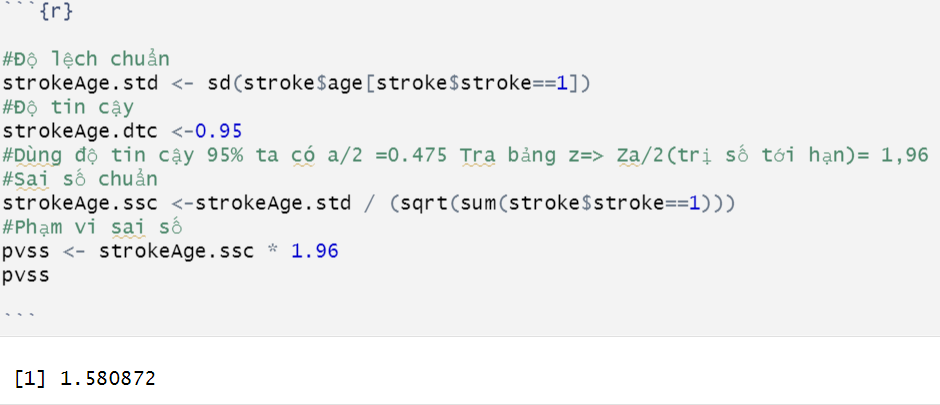 ```{r}
#Độ lệch chuẩn
strokeAge.std <- sd(stroke$age[stroke$stroke==1])
#Độ tin cậy
strokeAge.dtc <-0.95
#Dùng độ tin cậy 95% ta có a/2 =0.475 Tra bảng z=> Za/2(trị số tới hạn)= 1,96
#Sai số chuẩn
strokeAge.ssc <-strokeAge.std / (sqrt(sum(stroke$stroke==1)))
#Phạm vi sai số
pvss <- strokeAge.ssc * 1.96
pvss
```
[1] 1.580872